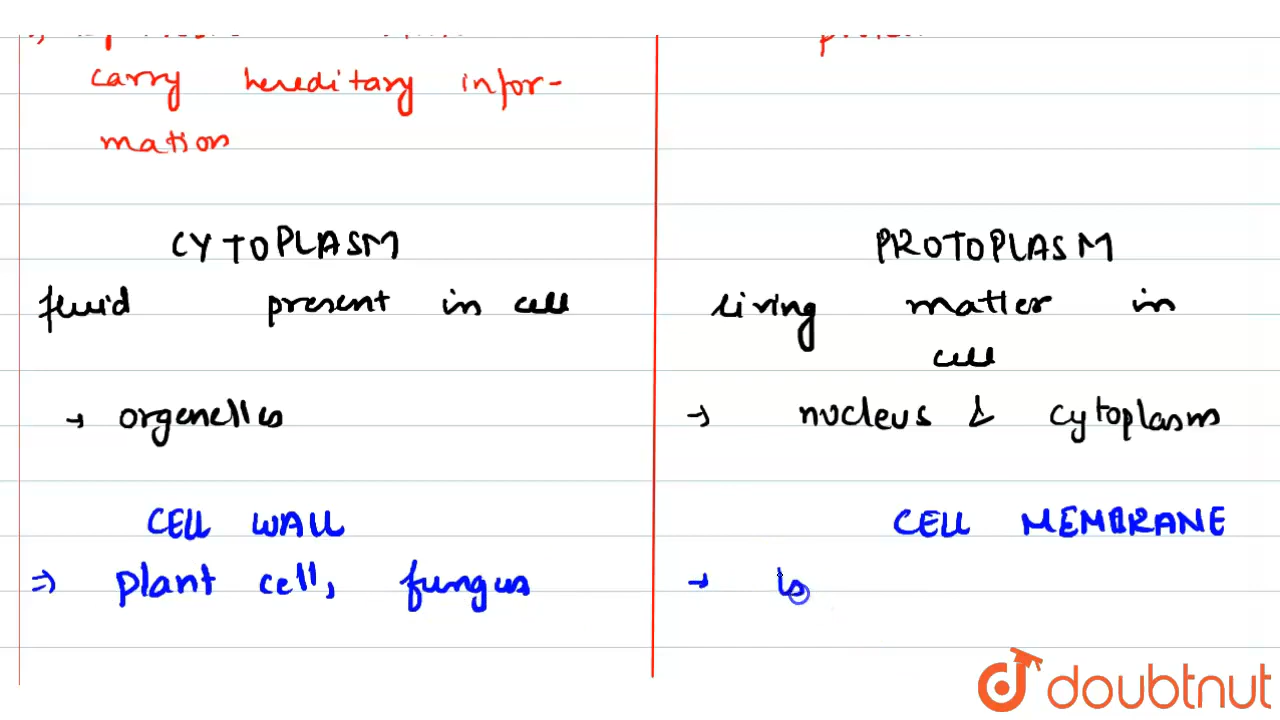 carry hereditary infor-
mation
CYTOPLASM
fluid present in cell
→ organelles
CELL WALL
⇒ plant cell, fungus
PROTOPLASM
living matter in
cell
→ nucleus & cytoplasm
CELL MEMBRANE
→ is
doubtnut